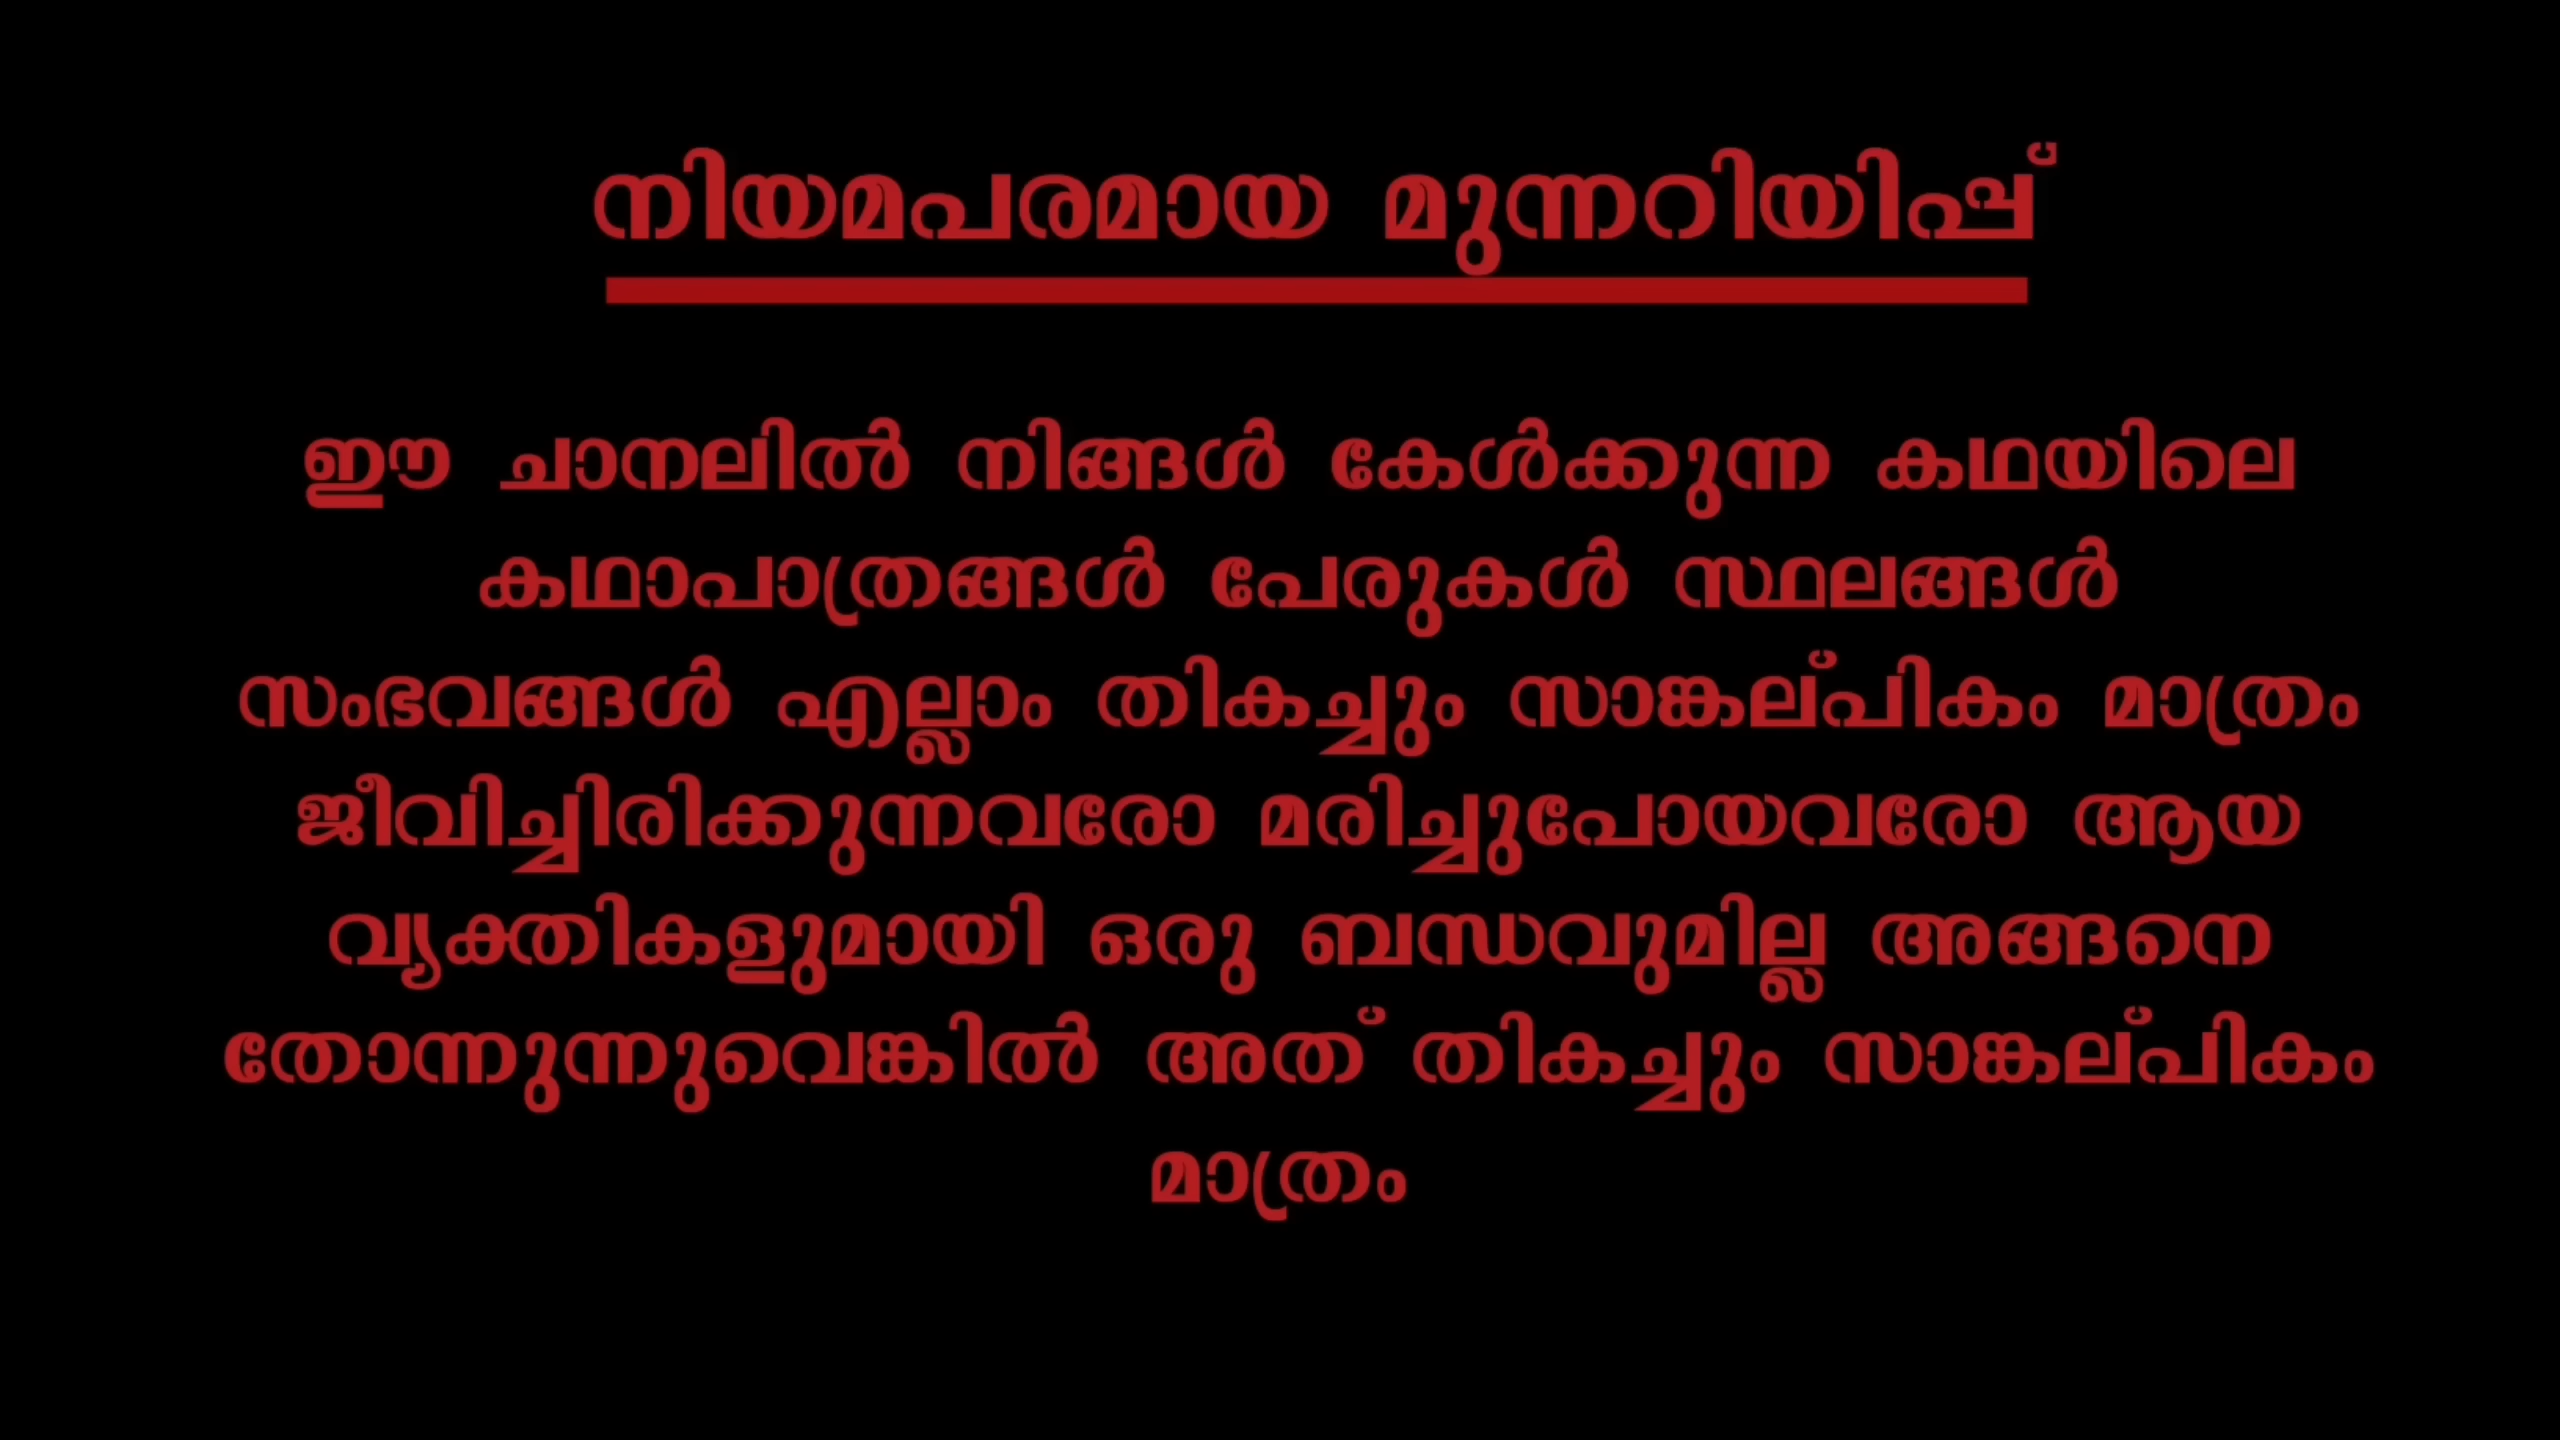 നിയമപരമായ മുന്നറിയിപ്പ്
ഈ ചാനലിൽ നിങ്ങൾ കേൾക്കുന്ന കഥയിലെ
കഥാപാത്രങ്ങൾ പേരുകൾ സ്ഥലങ്ങൾ
സംഭവങ്ങൾ എല്ലാം തികച്ചും സാങ്കല്പികം മാത്രം
ജീവിച്ചിരിക്കുന്നവരോ മരിച്ചുപോയവരോ ആയ
വ്യക്തികളുമായി ഒരു ബന്ധവുമില്ല അങ്ങനെ
തോന്നുന്നുവെങ്കിൽ അത് തികച്ചും സാങ്കല്പികം
മാത്രം